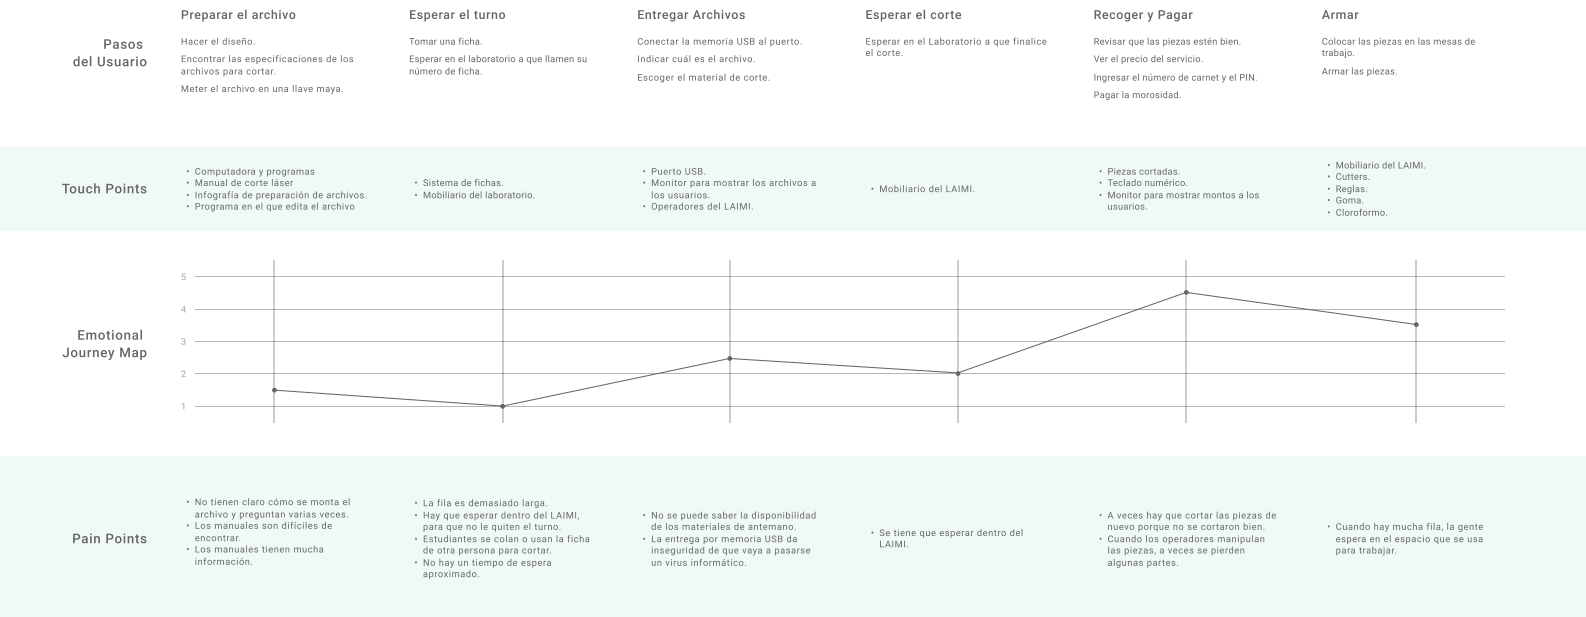 Preparar el archivo
Esperar el turno
Entregar Archivos
Esperar el corte
Recoger y Pagar
Armar
Pasos
del Usuario
Hacer el diseño.
Encontrar las especificaciones de los
archivos para cortar.
Meter el archivo en una llave maya.
Tomar una ficha.
Esperar en el laboratorio a que llamen su
número de ficha.
Conectar la memoria USB al puerto.
Indicar cuál es el archivo.
Escoger el material de corte.
Esperar en el Laboratorio a que finalice
el corte.
Revisar que las piezas estén bien.
Ver el precio del servicio.
Ingresar el número de carnet y el PIN.
Pagar la morosidad.
Colocar las piezas en las mesas de
trabajo.
Armar las piezas.
Touch Points
• Computadora y programas
• Manual de corte láser
• Infografía de preparación de archivos.
• Programa en el que edita el archivo
• Sistema de fichas.
• Mobiliario del laboratorio.
• Puerto USB.
• Monitor para mostrar los archivos a
los usuarios.
• Operadores del LAIMI.
• Mobiliario del LAIMI.
• Piezas cortadas.
• Teclado numérico.
• Monitor para mostrar montos a los
usuarios.
• Mobiliario del LAIMI.
• Cutters.
• Reglas.
• Goma.
• Cloroformo.
Emotional
Journey Map
5
4
3
2
1
Pain Points
• No tienen claro cómo se monta el
archivo y preguntan varias veces.
• Los manuales son difíciles de
encontrar.
• Los manuales tienen mucha
información.
• La fila es demasiado larga.
• Hay que esperar dentro del LAIMI,
para que no le quiten el turno.
• Estudiantes se colan o usan la ficha
de otra persona para cortar.
• No hay un tiempo de espera
aproximado.
• No se puede saber la disponibilidad
de los materiales de antemano.
• La entrega por memoria USB da
inseguridad de que vaya a pasarse
un virus informático.
• Se tiene que esperar dentro del
LAIMI.
• A veces hay que cortar las piezas de
nuevo porque no se cortaron bien.
• Cuando los operadores manipulan
las piezas, a veces se pierden
algunas partes.
• Cuando hay mucha fila, la gente
espera en el espacio que se usa
para trabajar.